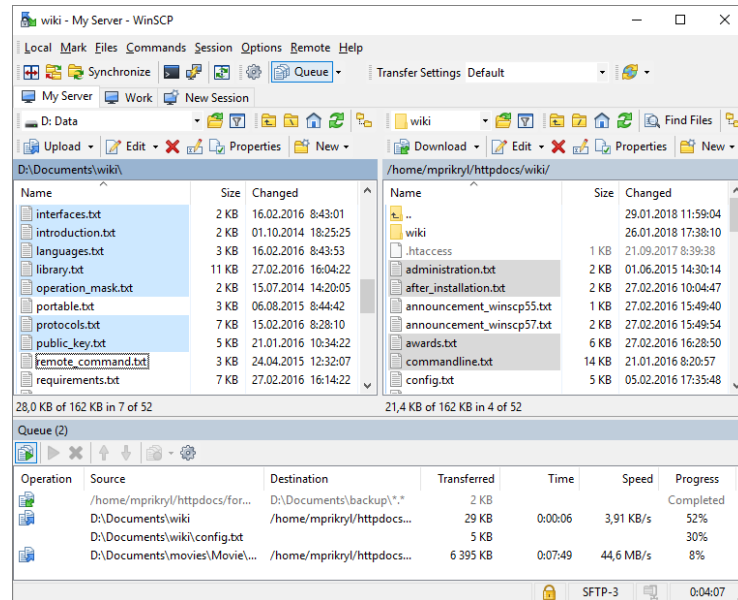 wiki - My Server - WinSCP
Local Mark Files Commands Session Options Remote Help
Synchronize Queue Transfer Settings Default
My Server Work New Session
D: Data wiki Find Files
Upload Edit Properties New Download Edit Properties New
D:\Documents\wiki\ /home/mprikryl/httpdocs/wiki/
Name Size Changed Name Size Changed
interfaces.txt 2 KB 16.02.2016 8:43:01 .. 29.01.2018 11:59:04
introduction.txt 2 KB 01.10.2014 18:25:25 wiki 26.01.2018 17:38:10
languages.txt 3 KB 16.02.2016 8:43:53 .htaccess 1 KB 21.09.2017 8:39:38
library.txt 11 KB 27.02.2016 16:04:22 administration.txt 2 KB 01.06.2015 14:30:14
operation_mask.txt 2 KB 15.07.2014 14:20:05 after_installation.txt 2 KB 27.02.2016 10:04:47
portable.txt 3 KB 06.08.2015 8:44:42 announcement_winscp55.txt 1 KB 27.02.2016 15:49:40
protocols.txt 7 KB 15.02.2016 8:28:10 announcement_winscp57.txt 2 KB 27.02.2016 15:49:54
public_key.txt 5 KB 21.01.2016 10:34:22 awards.txt 6 KB 27.02.2016 16:28:50
remote_command.txt 3 KB 24.04.2015 12:32:07 commandline.txt 14 KB 21.01.2016 8:20:57
requirements.txt 7 KB 27.02.2016 16:14:22 config.txt 5 KB 05.02.2016 17:35:48
28,0 KB of 162 KB in 7 of 52 21,4 KB of 162 KB in 4 of 52
Queue (2)
Operation Source Destination Transferred Time Speed Progress
/home/mprikryl/httpdocs/for... D:\Documents\backup\*.* 2 KB Completed
D:\Documents\wiki /home/mprikryl/httpdocs... 29 KB 0:00:06 3,91 KB/s 52%
D:\Documents\wiki\config.txt 5 KB 30%
D:\Documents\movies\Movie\... /home/mprikryl/httpdocs... 6 395 KB 0:07:49 44,6 MB/s 8%
SFTP-3 0:04:07